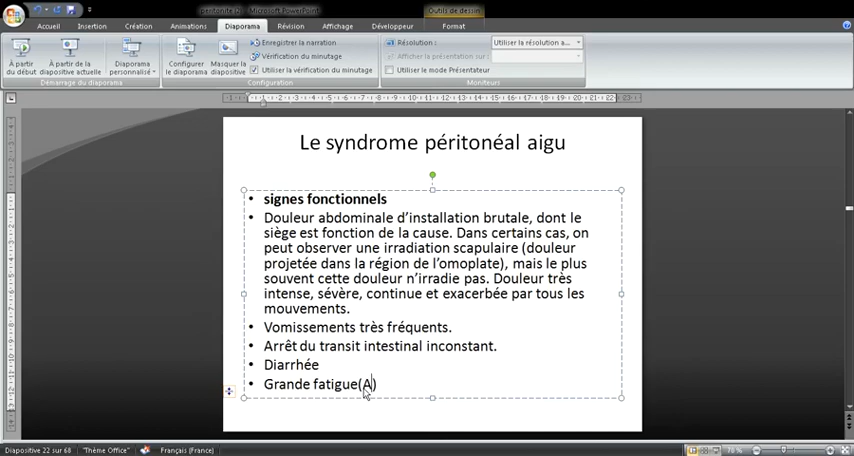 péritonite [2] - Microsoft PowerPoint
Outils de dessin
Accueil Insertion Création Animations Diaporama Révision Affichage Développeur Format
À partir du début
À partir de la diapositive actuelle
Diaporama personnalisé
Démarrage du diaporama
Configurer le diaporama
Masquer la diapositive
Enregistrer la narration
Vérification du minutage
Utiliser la vérification du minutage
Configuration
Résolution : Utiliser la résolution a...
Afficher la présentation sur :
Utiliser le mode Présentateur
Moniteurs
Le syndrome péritonéal aigu
• signes fonctionnels
• Douleur abdominale d’installation brutale, dont le
siège est fonction de la cause. Dans certains cas, on
peut observer une irradiation scapulaire (douleur
projetée dans la région de l’omoplate), mais le plus
souvent cette douleur n’irradie pas. Douleur très
intense, sévère, continue et exacerbée par tous les
mouvements.
• Vomissements très fréquents.
• Arrêt du transit intestinal inconstant.
• Diarrhée
• Grande fatigue(A)
Diapositive 22 sur 68 "Thème Office" Français (France) 78 %